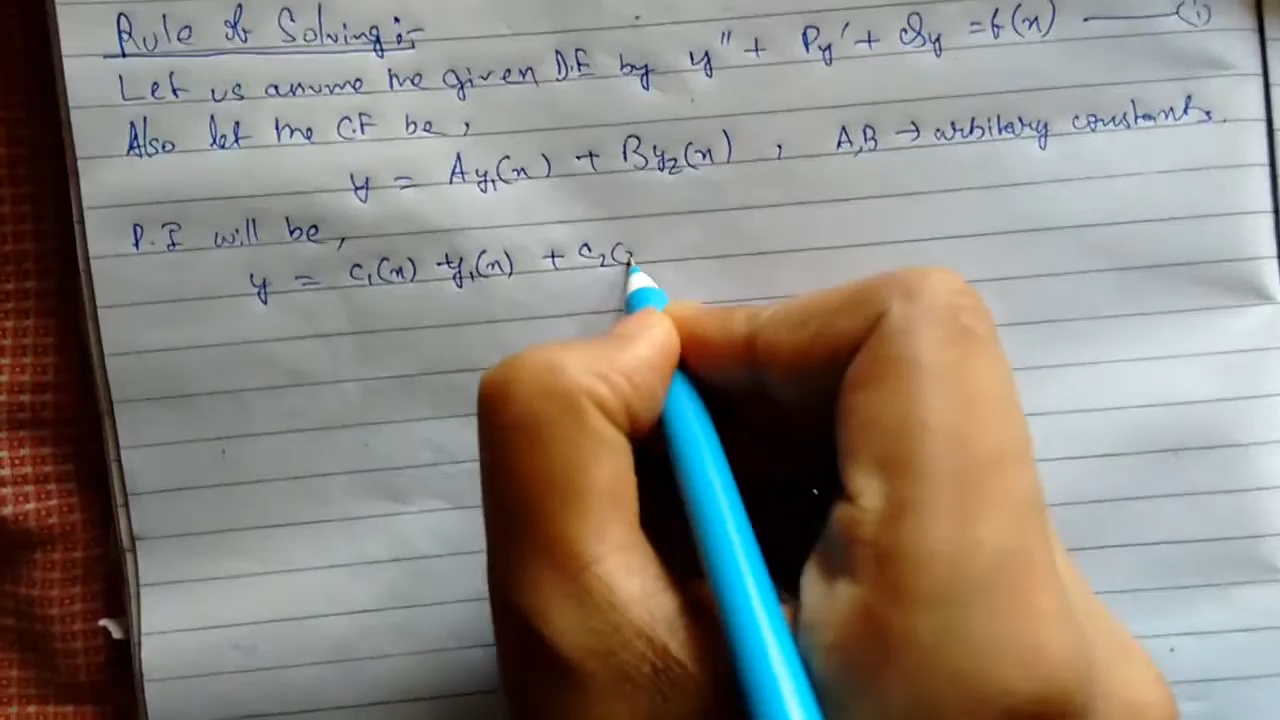 Rule of Solving :-
Let us assume the given D.E by y'' + Py' + Qy = f(x) ——— (1)
Also let the C.F be,
y = Ay₁(x) + By₂(x) , A,B → arbitary constants.
P.I will be,
y = c₁(x) y₁(x) + c₂(